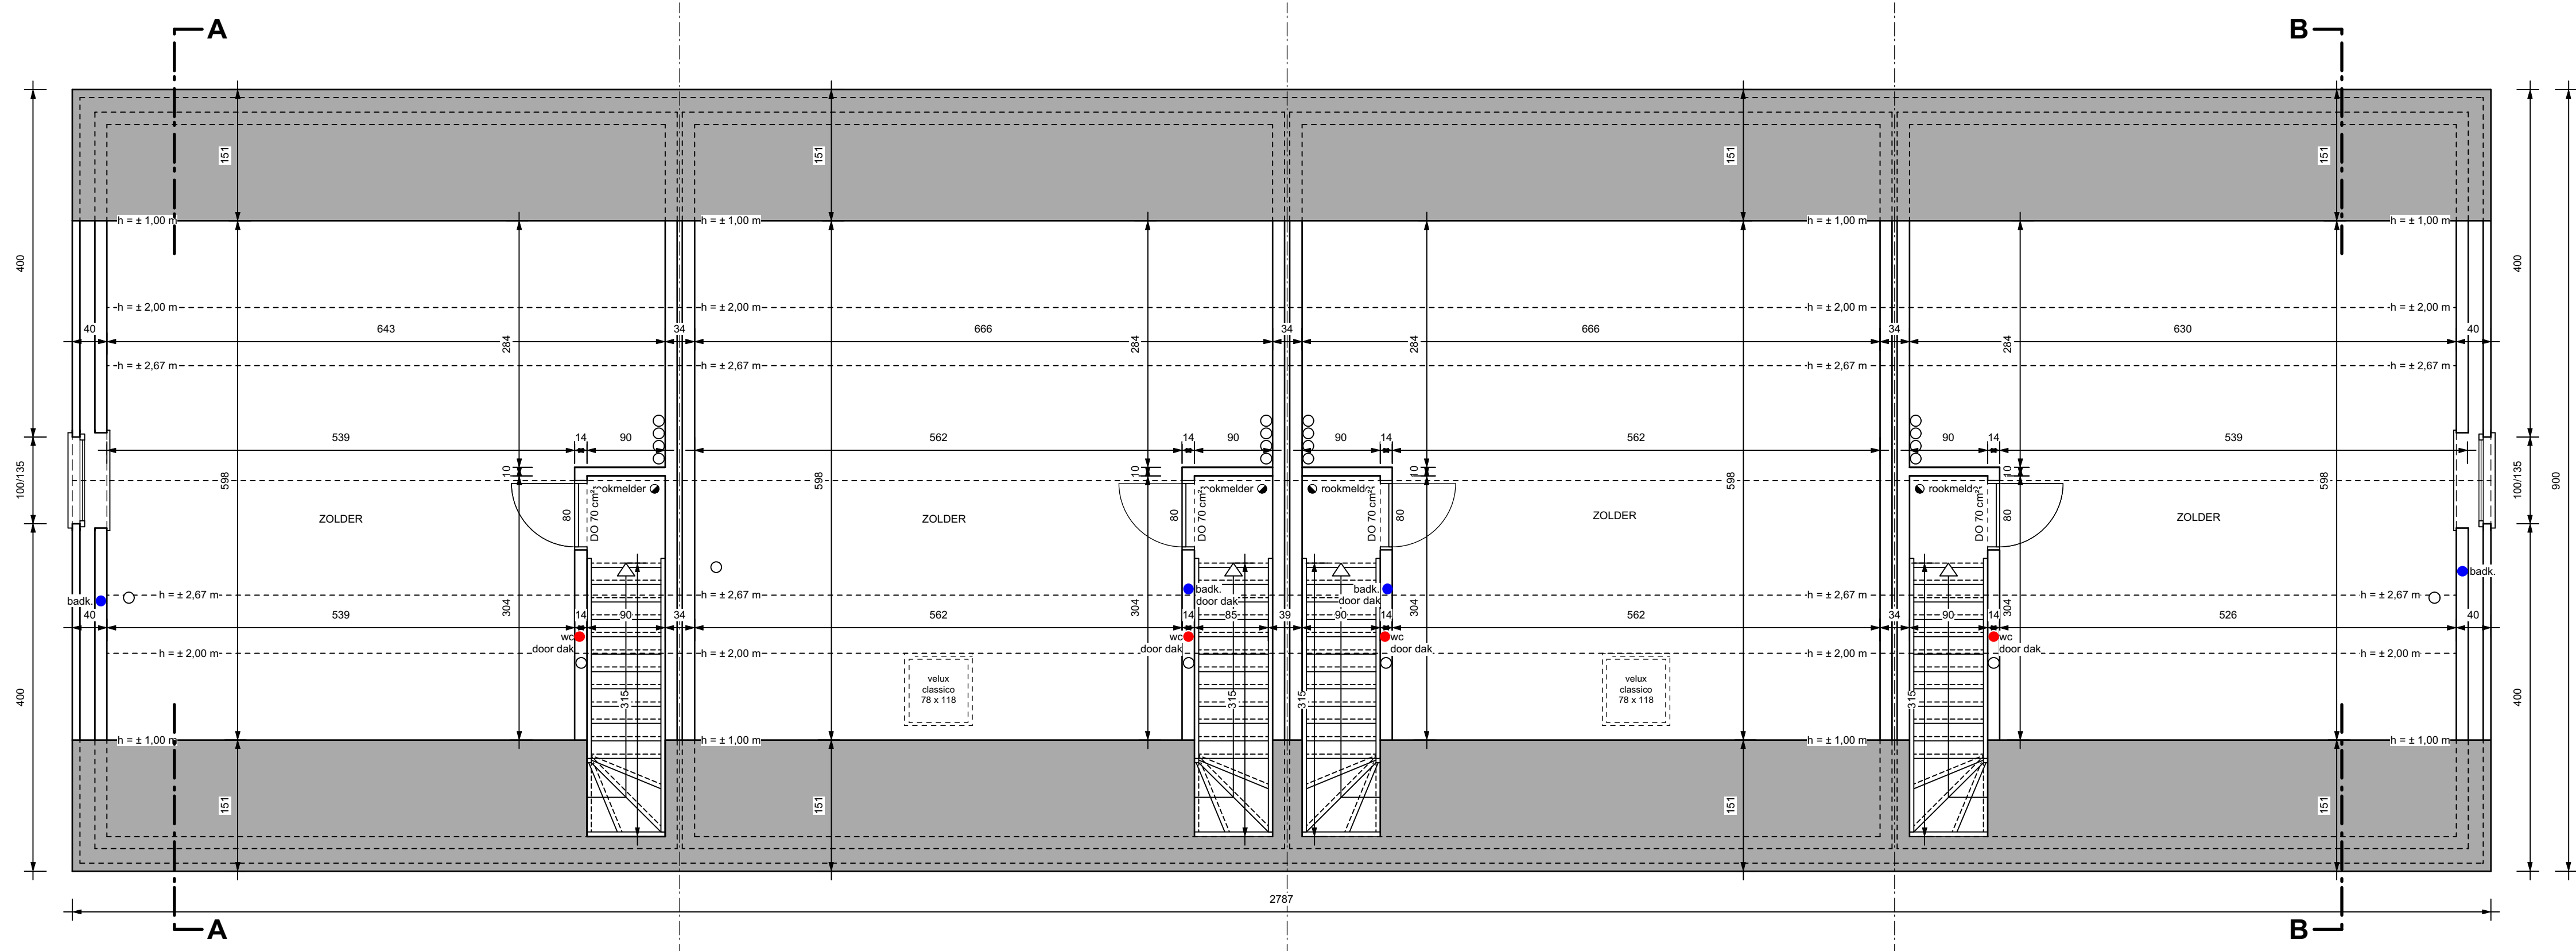 A
B
151
151
151
151
h = ± 1,00 m
h = ± 1,00 m
h = ± 1,00 m
h = ± 1,00 m
400
400
h = ± 2,00 m
h = ± 2,00 m
h = ± 2,00 m
h = ± 2,00 m
40
643
34
666
34
666
34
630
40
284
284
284
284
h = ± 2,67 m
h = ± 2,67 m
h = ± 2,67 m
h = ± 2,67 m
539
14
90
562
14
90
90
14
562
90
14
539
10
10
10
10
100/135
598
598
598
598
100/135
900
rookmelder
rookmelder
80
DO 70 cm²
80
DO 70 cm²
DO 70 cm²
80
DO 70 cm²
80
ZOLDER
ZOLDER
ZOLDER
ZOLDER
badk.
badk.
door dak
badk.
door dak
badk.
h = ± 2,67 m
h = ± 2,67 m
h = ± 2,67 m
h = ± 2,67 m
304
304
304
304
40
539
14
90
34
562
14
85
39
90
14
562
34
90
14
526
40
wc
door dak
wc
door dak
wc
door dak
wc
door dak
h = ± 2,00 m
h = ± 2,00 m
h = ± 2,00 m
h = ± 2,00 m
400
315
velux
classico
78 x 118
315
315
velux
classico
78 x 118
315
400
h = ± 1,00 m
h = ± 1,00 m
h = ± 1,00 m
h = ± 1,00 m
151
151
151
151
2787
A
B